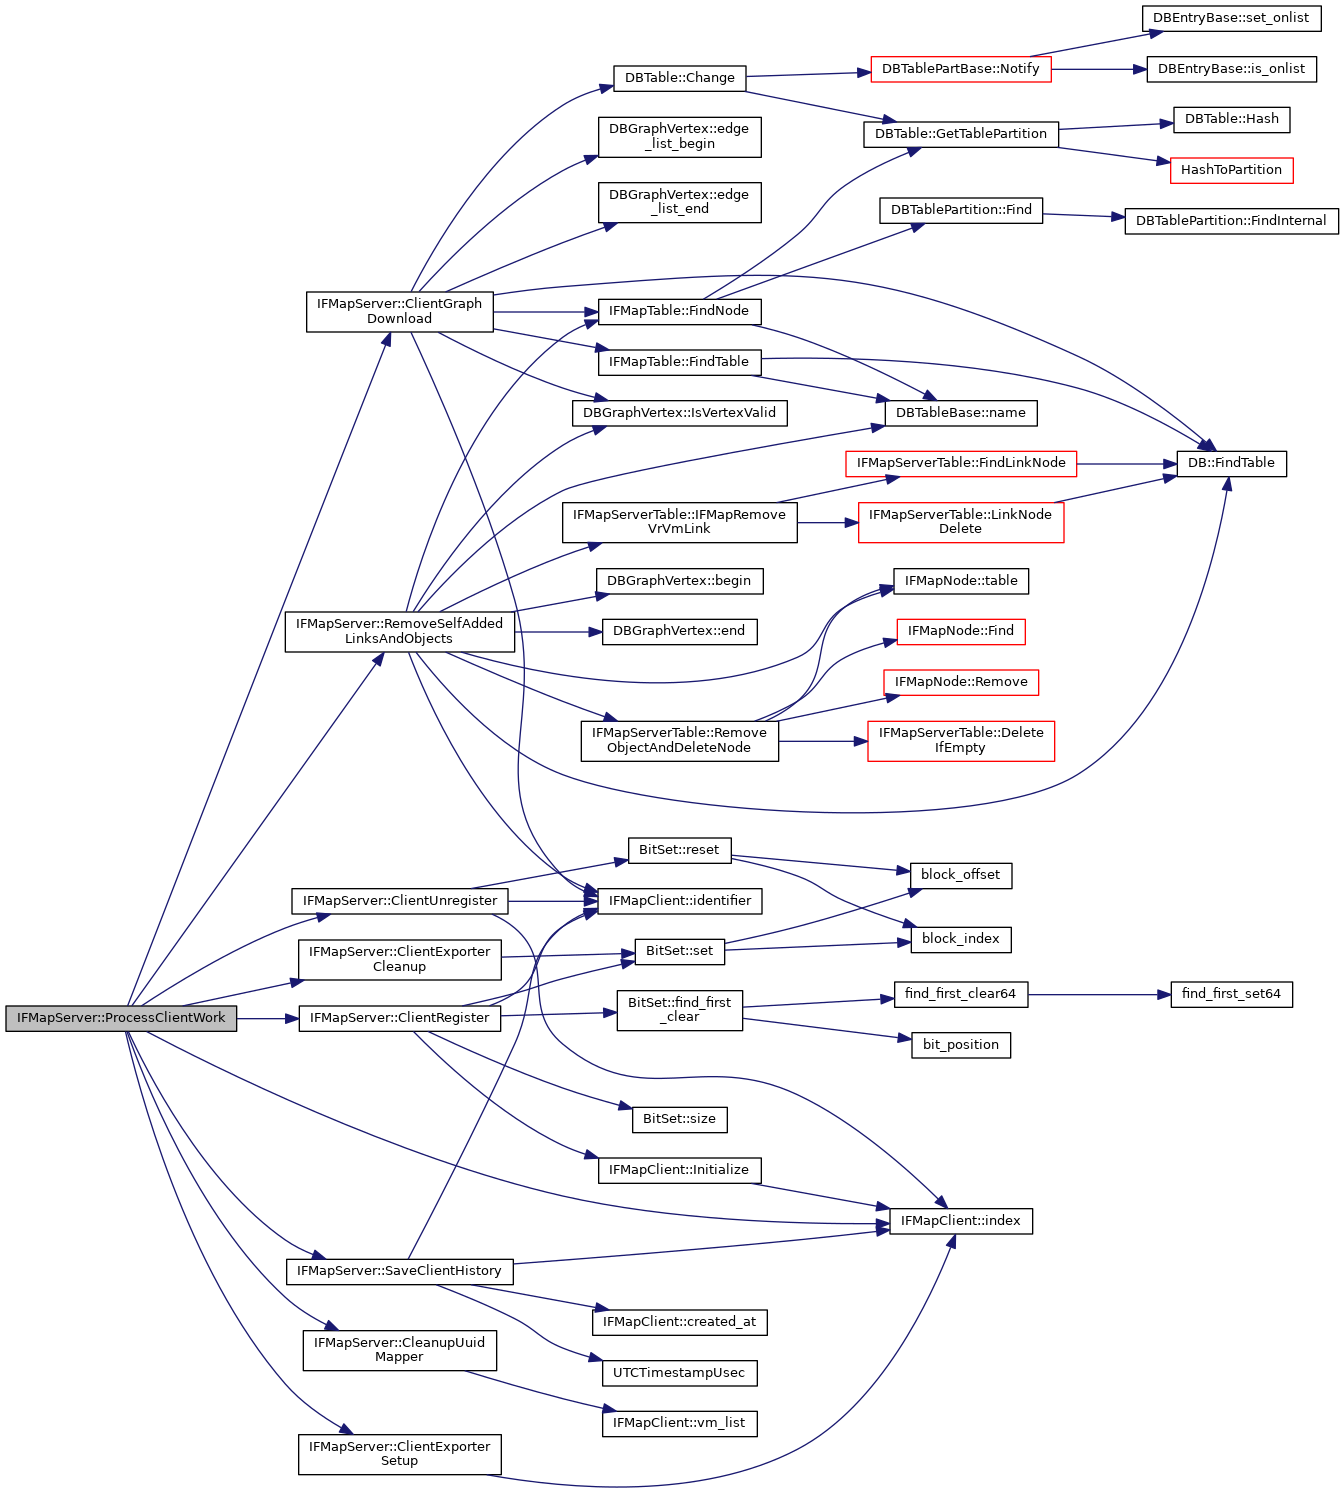 DBEntryBase::set_onlist
DBTablePartBase::Notify
DBEntryBase::is_onlist
DBTable::Change
DBTable::Hash
DBGraphVertex::edge
_list_begin
DBTable::GetTablePartition
HashToPartition
DBGraphVertex::edge
_list_end
DBTablePartition::Find
DBTablePartition::FindInternal
IFMapServer::ClientGraph
Download
IFMapTable::FindNode
IFMapTable::FindTable
DBGraphVertex::IsVertexValid
DBTableBase::name
IFMapServerTable::FindLinkNode
DB::FindTable
IFMapServerTable::IFMapRemove
VrVmLink
IFMapServerTable::LinkNode
Delete
DBGraphVertex::begin
IFMapNode::table
IFMapServer::RemoveSelfAdded
LinksAndObjects
DBGraphVertex::end
IFMapNode::Find
IFMapNode::Remove
IFMapServerTable::Remove
ObjectAndDeleteNode
IFMapServerTable::Delete
IfEmpty
BitSet::reset
block_offset
IFMapServer::ClientUnregister
IFMapClient::identifier
IFMapServer::ClientExporter
Cleanup
BitSet::set
block_index
IFMapServer::ProcessClientWork
IFMapServer::ClientRegister
BitSet::find_first
_clear
find_first_clear64
find_first_set64
bit_position
BitSet::size
IFMapClient::Initialize
IFMapClient::index
IFMapServer::SaveClientHistory
IFMapClient::created_at
IFMapServer::CleanupUuid
Mapper
UTCTimestampUsec
IFMapClient::vm_list
IFMapServer::ClientExporter
Setup